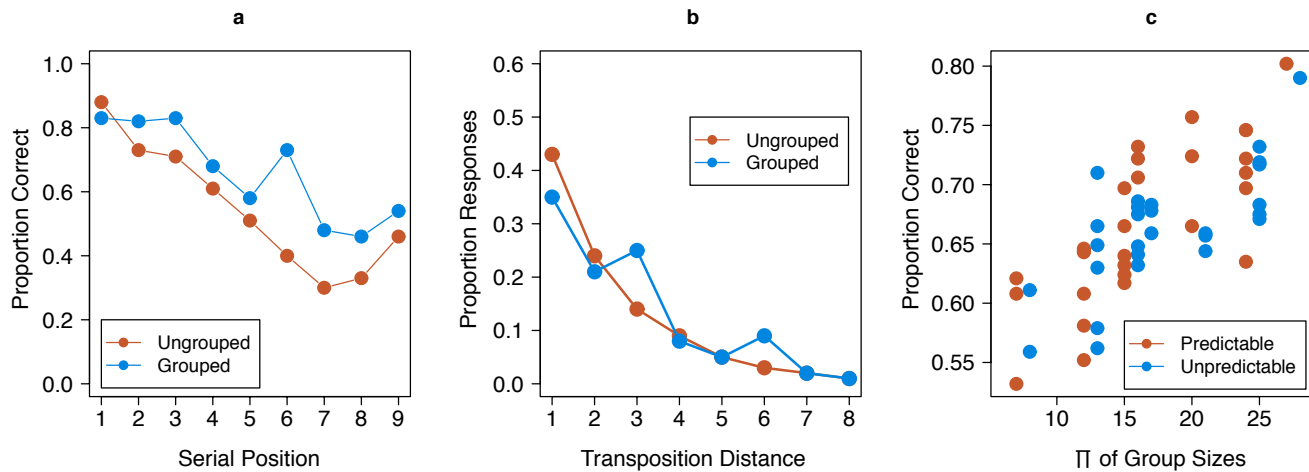 a
1.0
0.8
0.6
0.4
0.2
0.0
Proportion Correct
Ungrouped
Grouped
1 2 3 4 5 6 7 8 9
Serial Position
b
0.6
0.5
0.4
0.3
0.2
0.1
0.0
Proportion Responses
Ungrouped
Grouped
1 2 3 4 5 6 7 8
Transposition Distance
c
0.80
0.75
0.70
0.65
0.60
0.55
Proportion Correct
Predictable
Unpredictable
10 15 20 25
∏ of Group Sizes